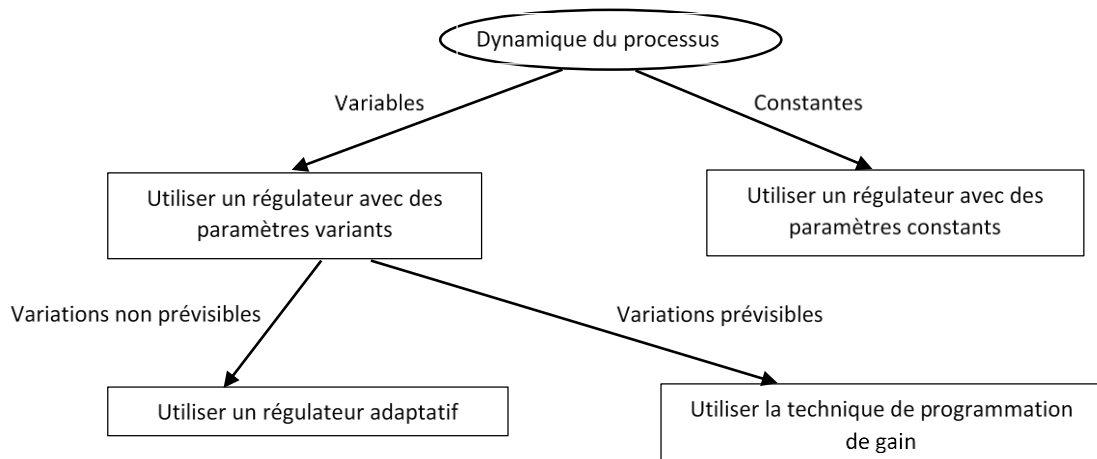 Dynamique du processus
Variables
Constantes
Utiliser un régulateur avec des
paramètres variants
Utiliser un régulateur avec des
paramètres constants
Variations non prévisibles
Variations prévisibles
Utiliser un régulateur adaptatif
Utiliser la technique de programmation
de gain